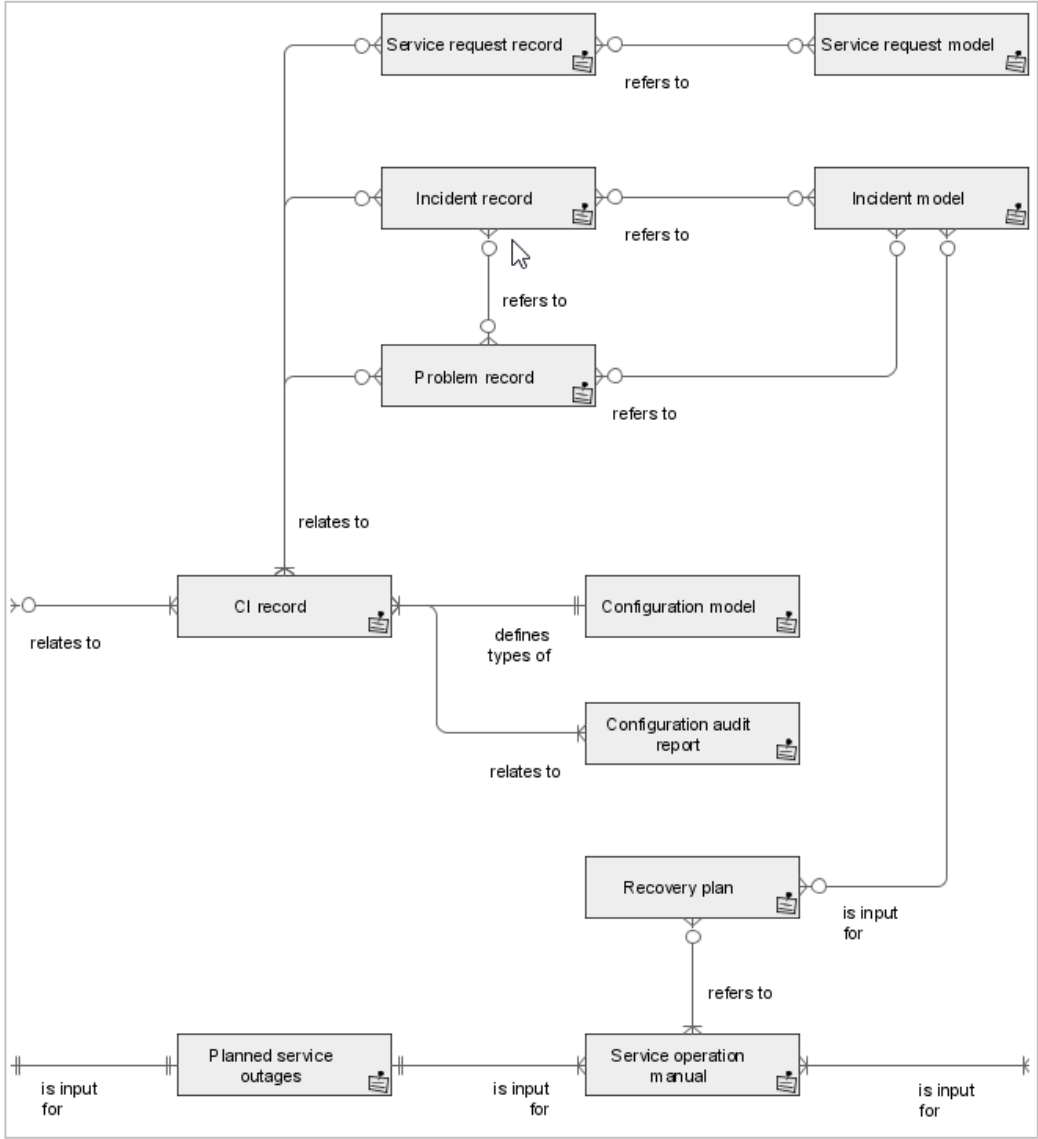 Service request record
Service request model
refers to
Incident record
Incident model
refers to
refers to
Problem record
refers to
relates to
CI record
Configuration model
relates to
defines
types of
Configuration audit
report
relates to
Recovery plan
is input
for
refers to
Planned service
outages
Service operation
manual
is input
for
is input
for
is input
for